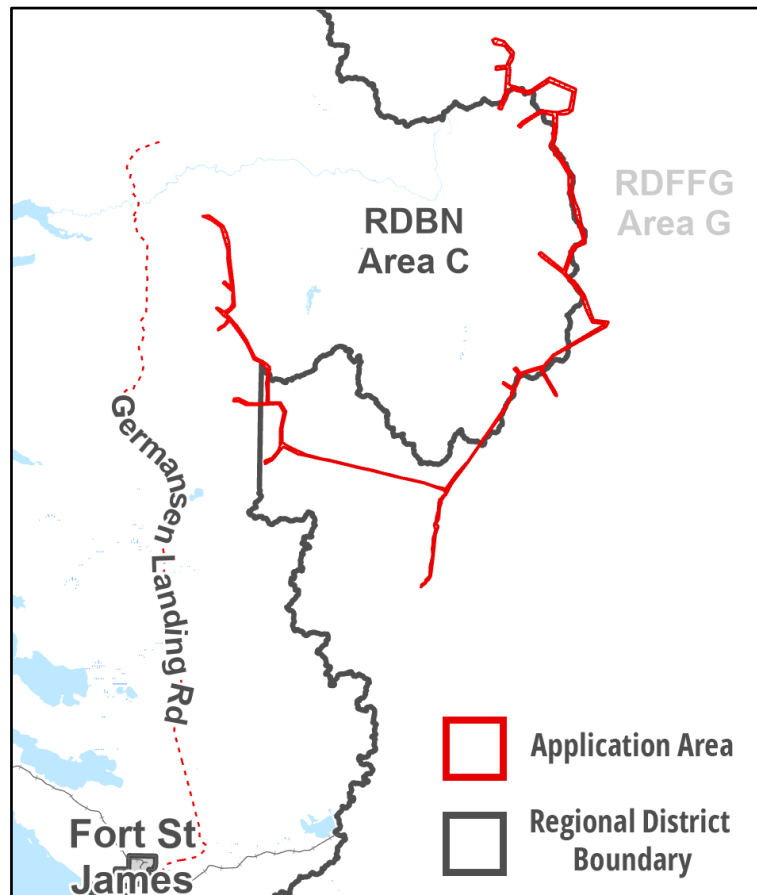 RDFFG
Area G
RDBN
Area C
Germansen Landing Rd
Application Area
Regional District
Boundary
Fort St
James